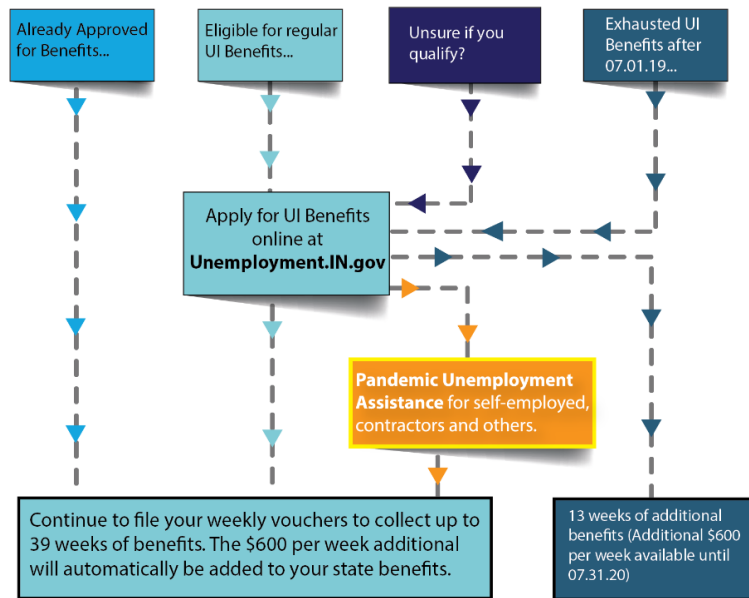 Already Approved
for Benefits...
Eligible for regular
UI Benefits...
Unsure if you
qualify?
Exhausted UI
Benefits after
07.01.19...
Apply for UI Benefits
online at
Unemployment.IN.gov
Pandemic Unemployment
Assistance for self-employed,
contractors and others.
Continue to file your weekly vouchers to collect up to
39 weeks of benefits. The $600 per week additional
will automatically be added to your state benefits.
13 weeks of additional
benefits (Additional $600
per week available until
07.31.20)